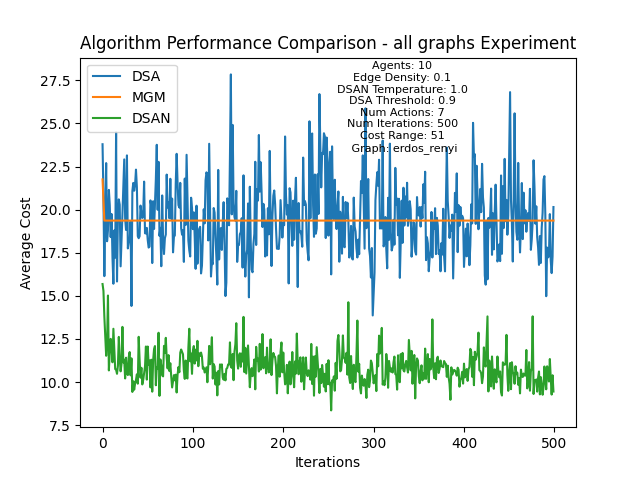 Algorithm Performance Comparison - all graphs Experiment
DSA
MGM
DSAN
Agents: 10
Edge Density: 0.1
DSAN Temperature: 1.0
DSA Threshold: 0.9
Num Actions: 7
Num Iterations: 500
Cost Range: 51
Graph: erdos_renyi
Average Cost
27.5
25.0
22.5
20.0
17.5
15.0
12.5
10.0
7.5
0 100 200 300 400 500
Iterations